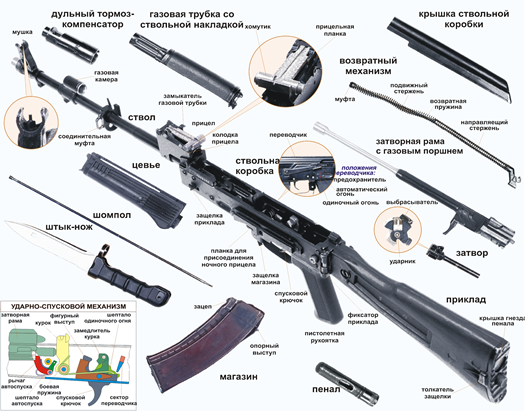 дульный тормоз-
компенсатор
газовая трубка со
ствольной накладкой
хомутик
прицельная
планка
крышка ствольной
коробки
мушка
газовая
камера
возвратный
механизм
подвижный
стержень
муфта
возвратная
пружина
направляющий
стержень
ствол
замыкатель
газовой трубки
прицел
колодка
прицела
переводчик
соединительная
муфта
затворная рама
с газовым поршнем
цевье
ствольная
коробка
положения
переводчика:
предохранитель
автоматический
огонь
одиночный огонь
выбрасыватель
шомпол
защелка
приклада
штык-нож
планка для
присоединения
ночного прицела
ударник
затвор
защелка
магазина
спусковой
крючок
приклад
УДАРНО-СПУСКОВОЙ МЕХАНИЗМ
затворная
рама
курок
фигурный
выступ
замедлитель
курка
шептало
одиночного огня
рычаг
автоспуска
шептало
автоспуска
боевая
пружина
спусковой
крючок
сектор
переводчика
зацеп
опорный
выступ
магазин
фиксатор
приклада
пистолетная
рукоятка
крышка гнезда
пенала
пенал
толкатель
защелки